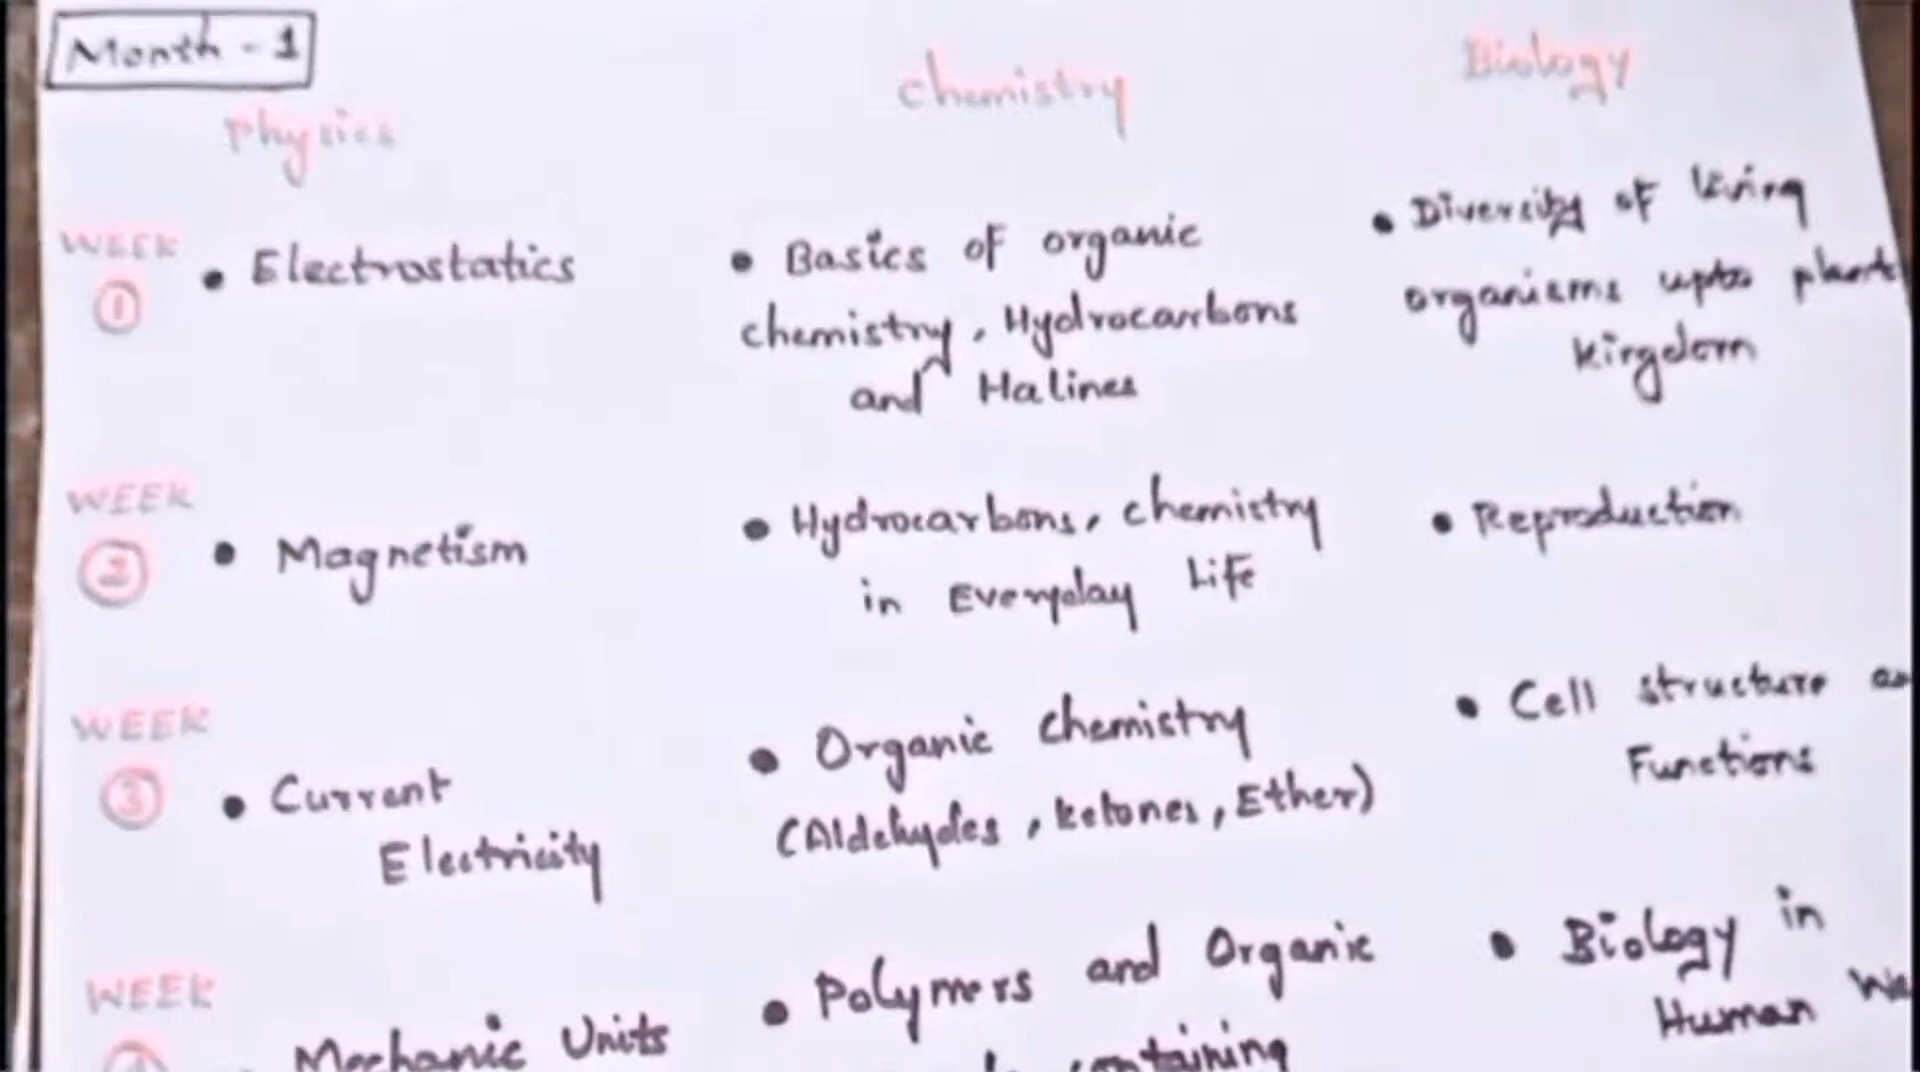 Month - 1
Physics
Chemistry
Biology
WEEK
1
• Electrostatics
• Basics of organic
chemistry, Hydrocarbons
and Halines
• Diversity of living
organisms upto plant
kingdom
WEEK
2
• Magnetism
• Hydrocarbons, chemistry
in Everyday Life
• Reproduction
WEEK
3
• Current
Electricity
• Organic chemistry
(Aldehydes, ketones, Ether)
• Cell structure
Functions
WEEK
Mechanic Units
• Polymers and Organic
containing
• Biology in
Human